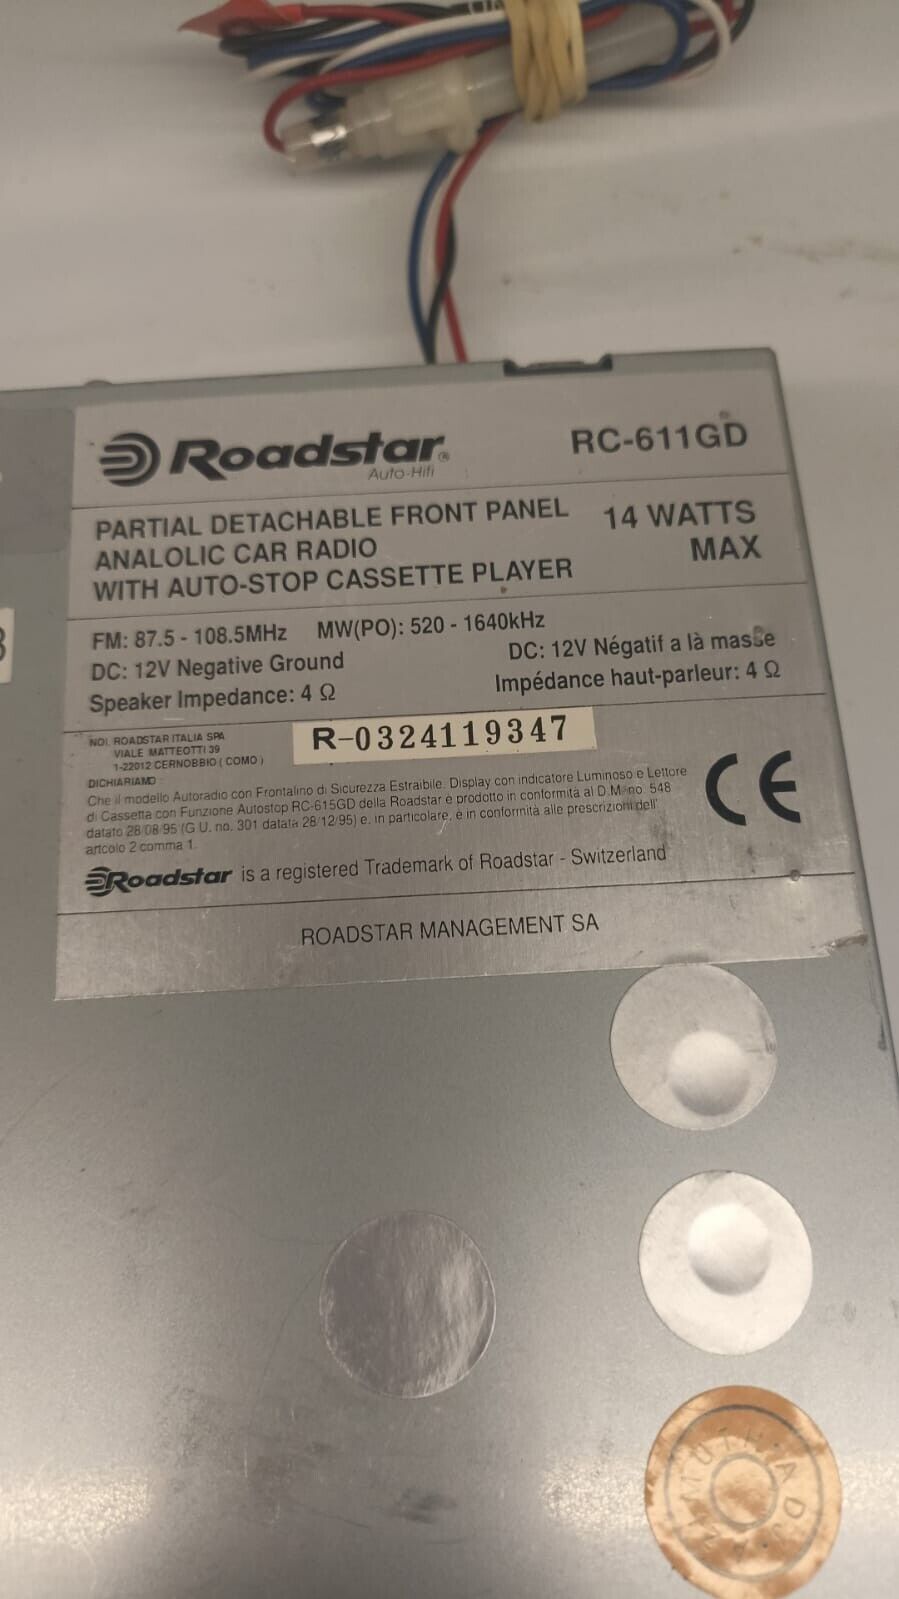 Roadstar®
Auto-Hifi
RC-611GD
PARTIAL DETACHABLE FRONT PANEL
ANALOLIC CAR RADIO
WITH AUTO-STOP CASSETTE PLAYER
14 WATTS
MAX
FM: 87.5 - 108.5MHz MW(PO): 520 - 1640kHz
DC: 12V Negative Ground
DC: 12V Négatif a là masse
Speaker Impedance: 4 Ω
Impédance haut-parleur: 4 Ω
NOI. ROADSTAR ITALIA SPA
VIALE MATTEOTTI 39
1-22012 CERNOBBIO ( COMO )
R-0324119347
DICHIARIAMO :
Che il modello Autoradio con Frontalino di Sicurezza Estraibile. Display con indicatore Luminoso e Lettore
di Cassetta con Funzione Autostop RC-615GD della Roadstar è prodotto in conformità al D.M. no. 548
datato 28/08/95 (G.U. no. 301 datata 28/12/95) e, in particolare, è in conformità alle prescrizioni dell'
artcolo 2 comma 1.
CE
Roadstar is a registered Trademark of Roadstar - Switzerland
ROADSTAR MANAGEMENT SA